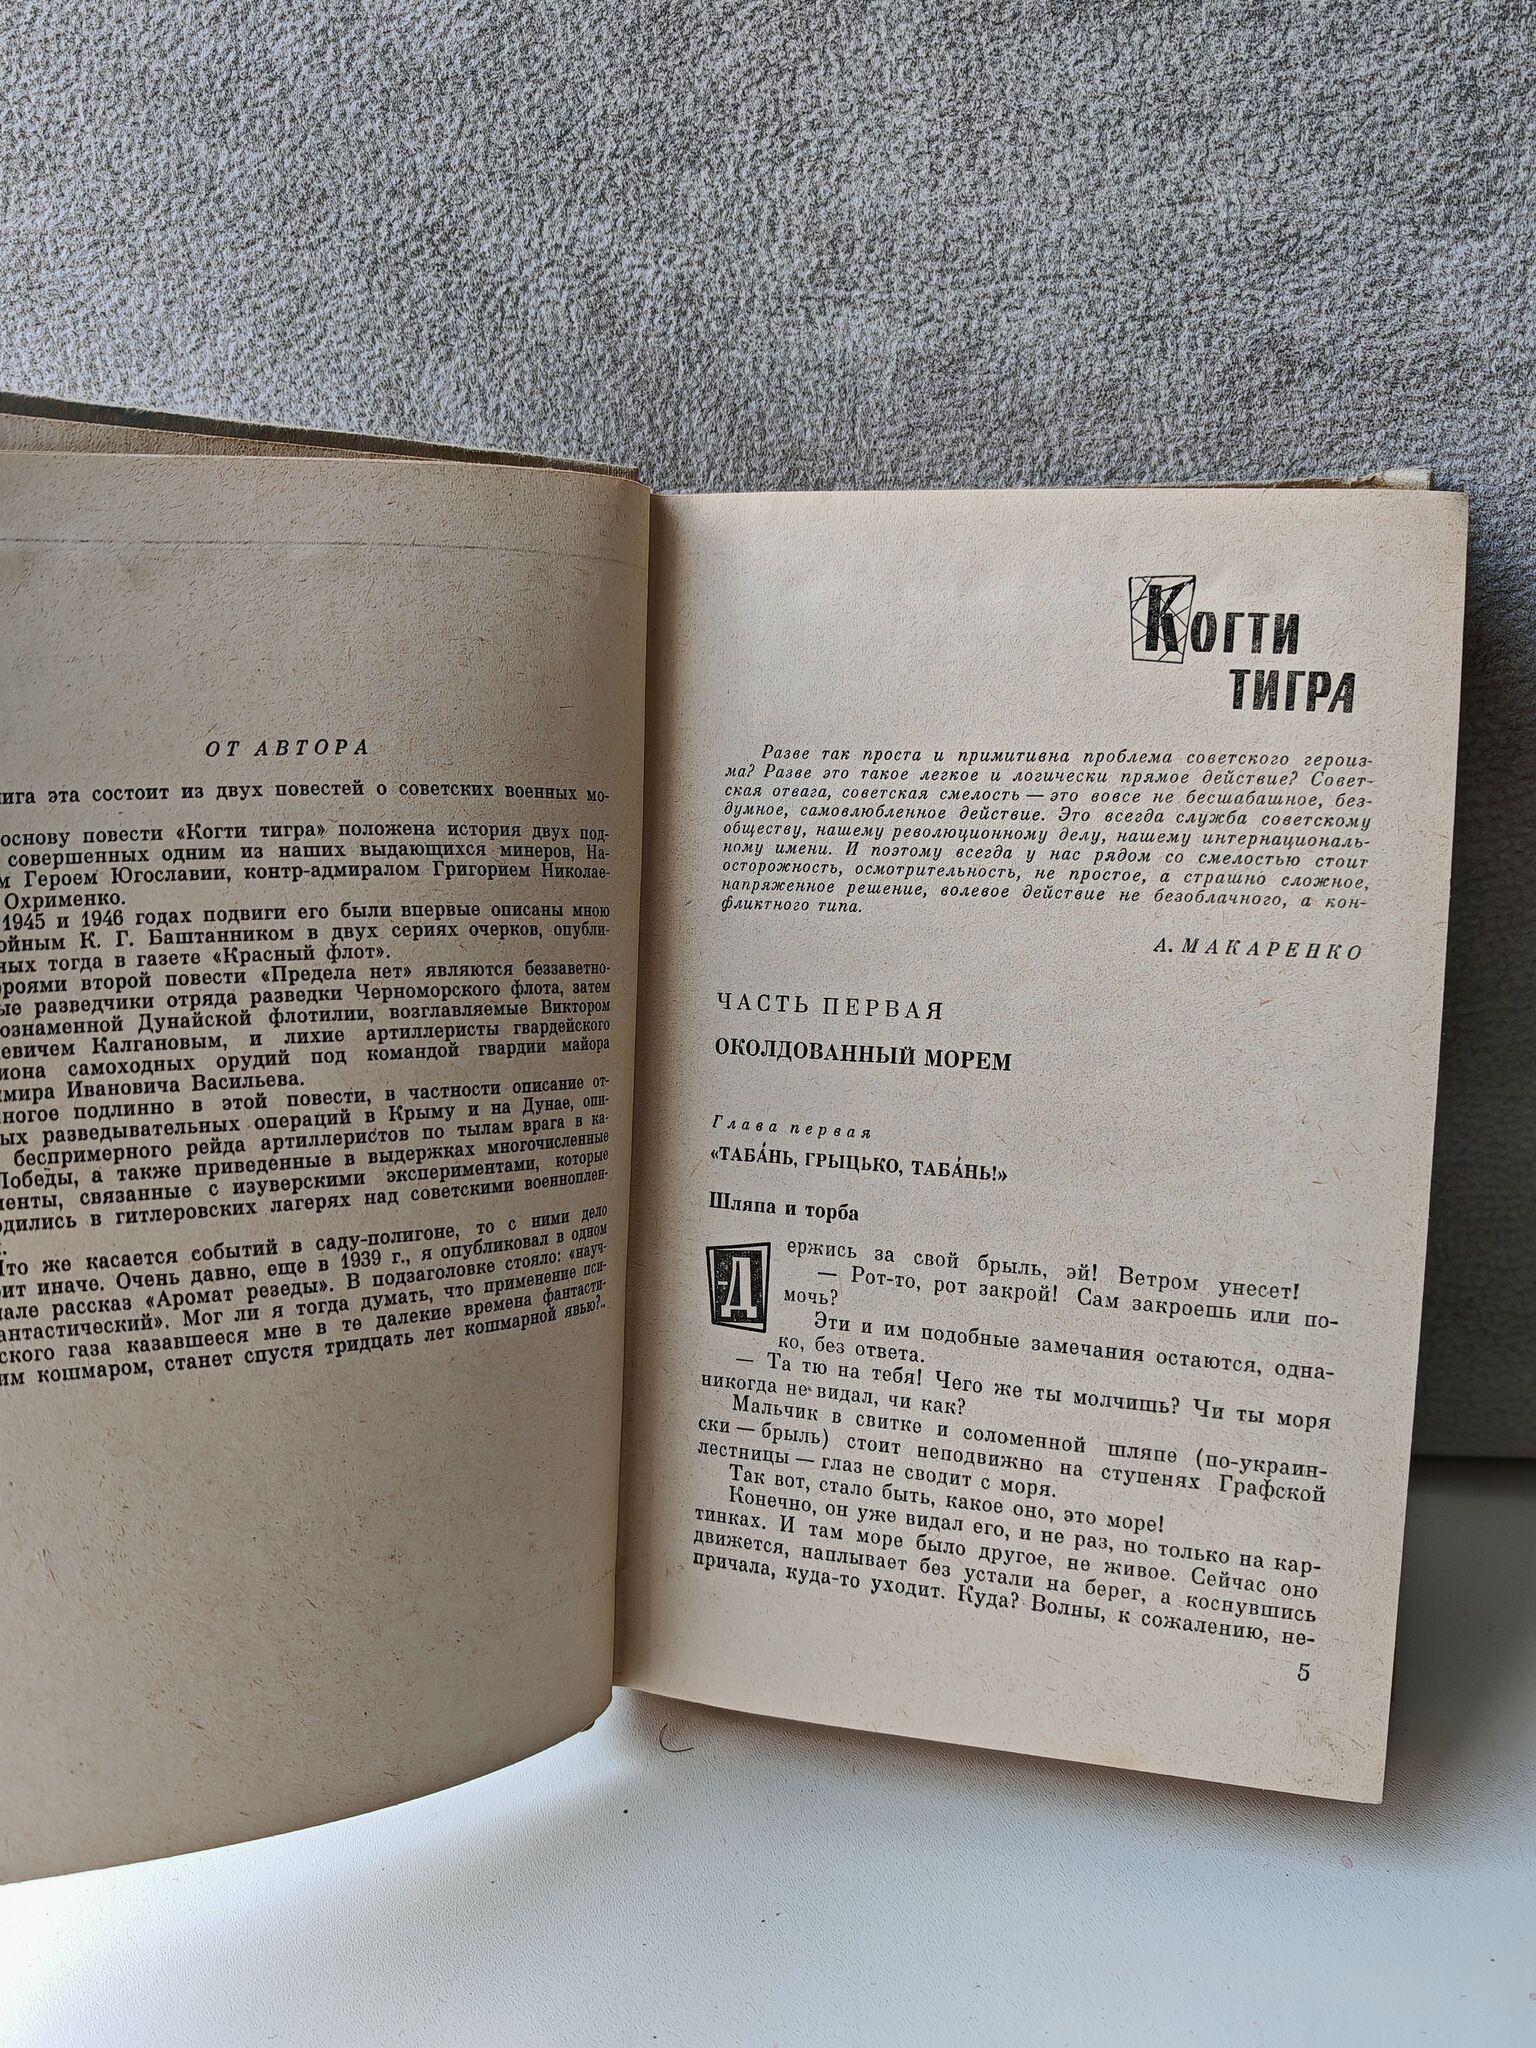 ОТ АВТОРА
эта состоит из двух повестей о советских военных мо-
основу повести «Когти тигра» положена история двух под-
совершенных одним из наших выдающихся минеров, На-
Героем Югославии, контр-адмиралом Григорием Николае-
Охрименко.
1945 и 1946 годах подвиги его были впервые описаны мною
К. Г. Баштанником в двух сериях очерков, опубли-
тогда в газете «Красный флот».
второй повести «Предела нет» являются беззаветно-
разведчики отряда разведки Черноморского флота, затем
Дунайской флотилии, возглавляемые Виктором
Калгановым, и лихие артиллеристы гвардейского
самоходных орудий под командой гвардии майора
Ивановича Васильева.
подлинно в этой повести, в частности описание от-
разведывательных операций в Крыму и на Дунае, опи-
беспримерного рейда артиллеристов по тылам врага в ка-
Победы, а также приведенные в выдержках многочисленные
связанные с изуверскими экспериментами, которые
в гитлеровских лагерях над советскими военноплен-
Что же касается событий в саду-полигоне, то с ними дело
иначе. Очень давно, еще в 1939 г., я опубликовал в одном
рассказ «Аромат резеды». В подзаголовке стояло: «науч-
Мог ли я тогда думать, что применение пси-
газа казавшееся мне в те далекие времена фантасти-
кошмаром, станет спустя тридцать лет кошмарной явью?..
Когти
тигра
Разве так проста и примитивна проблема советского героиз-
ма? Разве это такое легкое и логически прямое действие? Совет-
ская отвага, советская смелость — это вовсе не бесшабашное, без-
думное, самовлюбленное действие. Это всегда служба советскому
обществу, нашему революционному делу, нашему интернациональ-
ному имени. И поэтому всегда у нас рядом со смелостью стоит
осторожность, осмотрительность, не простое, а страшно сложное,
напряженное решение, волевое действие не безоблачного, а кон-
фликтного типа.
А. МАКАРЕНКО
ЧАСТЬ ПЕРВАЯ
ОКОЛДОВАННЫЙ МОРЕМ
Глава первая
«ТАБА́НЬ, ГРЫЦЬКО, ТАБА́НЬ!»
Шляпа и торба
Держись за свой брыль, эй! Ветром унесет!
— Рот-то, рот закрой! Сам закроешь или по-
мочь?
Эти и им подобные замечания остаются, одна-
ко, без ответа.
— Та тю на тебя! Чего же ты молчишь? Чи ты моря
никогда не видал, чи как?
Мальчик в свитке и соломенной шляпе (по-украин-
ски — брыль) стоит неподвижно на ступенях Графской
лестницы — глаз не сводит с моря.
Так вот, стало быть, какое оно, это море!
Конечно, он уже видал его, и не раз, но только на кар-
тинках. И там море было другое, не живое. Сейчас оно
движется, наплывает без устали на берег, а коснувшись
причала, куда-то уходит. Куда? Волны, к сожалению, не-
5